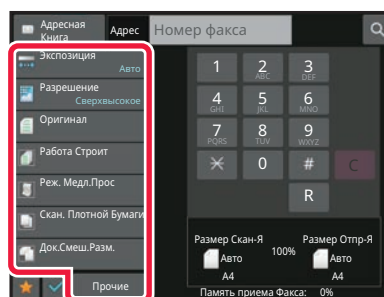 Адресная
Книга
Адрес
Номер факса
Экспозиция
Авто
Разрешение
Сверхвысокое
Оригинал
Работа Строит
Реж. Медл.Прос
Скан. Плотной Бумаги
Док.Смеш.Разм.
Прочие
1
2
ABC
3
DEF
4
GHI
5
JKL
6
MNO
7
PQRS
8
TUV
9
WXYZ
0
#
C
R
Размер Скан-Я
Размер Отпр-Я
Авто
100%
Авто
A4
A4
Память приема Факса: 0%